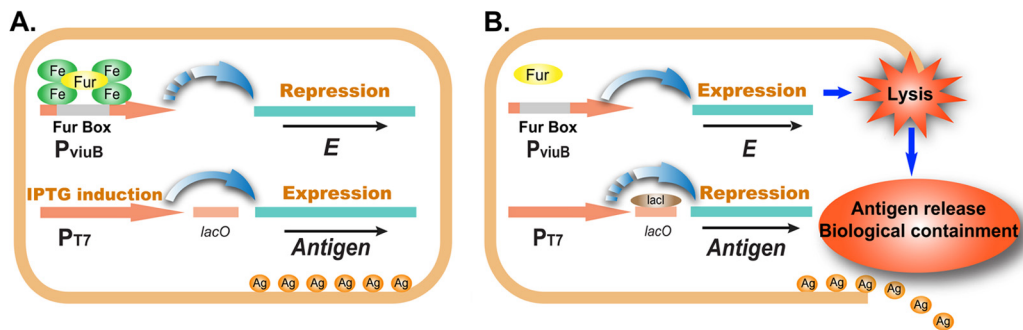 A.
Fe
Fe
Fur
Fe
Fe
Repression
Fur Box
PviuB
E
IPTG induction
Expression
PT7
lacO
Antigen
Ag Ag Ag Ag Ag Ag
B.
Fur
Expression
Lysis
Fur Box
PviuB
E
Repression
lacI
PT7
lacO
Antigen
Antigen release
Biological containment
Ag Ag Ag Ag Ag Ag